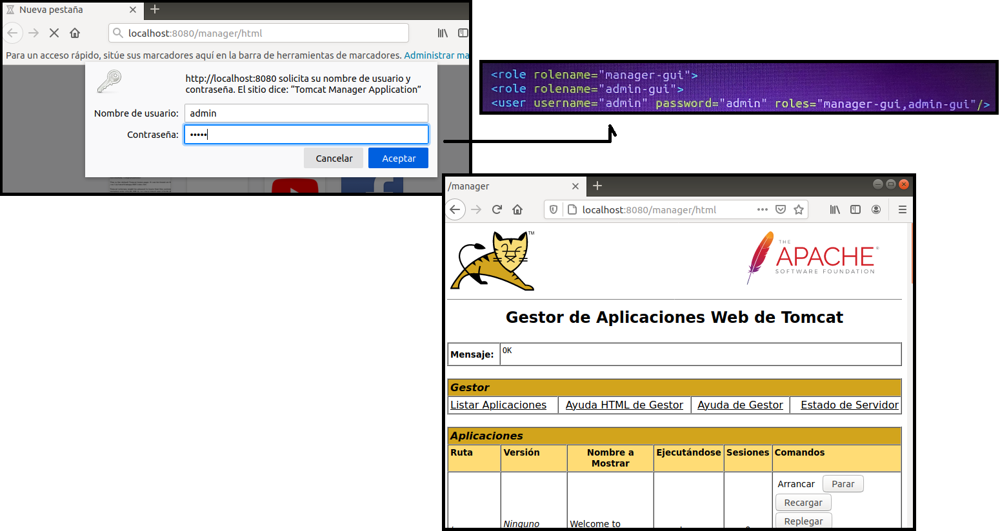 Nueva pestaña
localhost:8080/manager/html
Para un acceso rápido, sitúe sus marcadores aquí en la barra de herramientas de marcadores. Administrar ma
http://localhost:8080 solicita su nombre de usuario y
contraseña. El sitio dice: “Tomcat Manager Application”
Nombre de usuario: admin
Contraseña: •••••
Cancelar Aceptar
<role rolename="manager-gui">
<role rolename="admin-gui">
<user username="admin" password="admin" roles="manager-gui,admin-gui"/>
/manager
localhost:8080/manager/html
TM
THE
APACHE®
SOFTWARE FOUNDATION
Gestor de Aplicaciones Web de Tomcat
Mensaje: OK
Gestor
Listar Aplicaciones Ayuda HTML de Gestor Ayuda de Gestor Estado de Servidor
Aplicaciones
Ruta Versión Nombre a Mostrar Ejecutándose Sesiones Comandos
Arrancar Parar
Recargar
Ninguno Welcome to Replegar